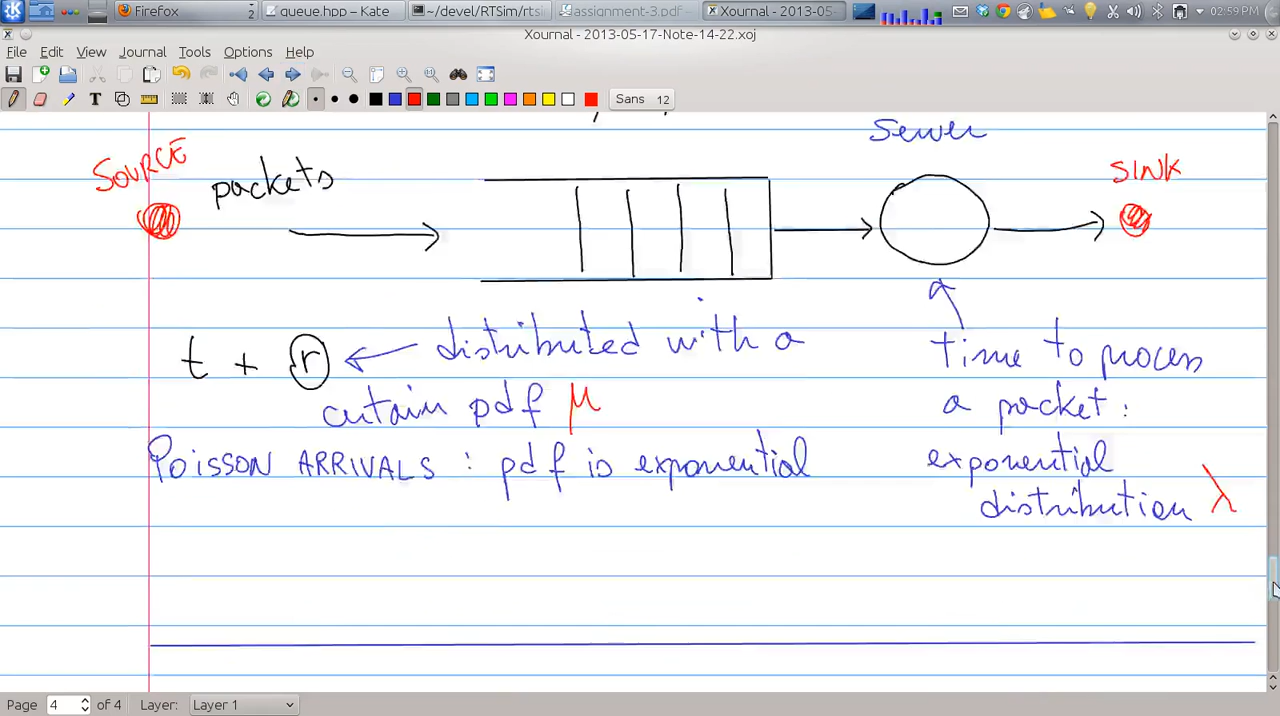 Firefox
queue.hpp – Kate
~/devel/RTSim/rtsi
assignment-3.pdf –
Xournal - 2013-05-
02:59 PM
Xournal - 2013-05-17-Note-14-22.xoj
File Edit View Journal Tools Options Help
Sans 12
Server
SOURCE
packets
SINK
t + r ← distributed with a
certain pdf μ
POISSON ARRIVALS : pdf is exponential
time to process
a packet :
exponential
distribution λ
Page 4 of 4 Layer: Layer 1